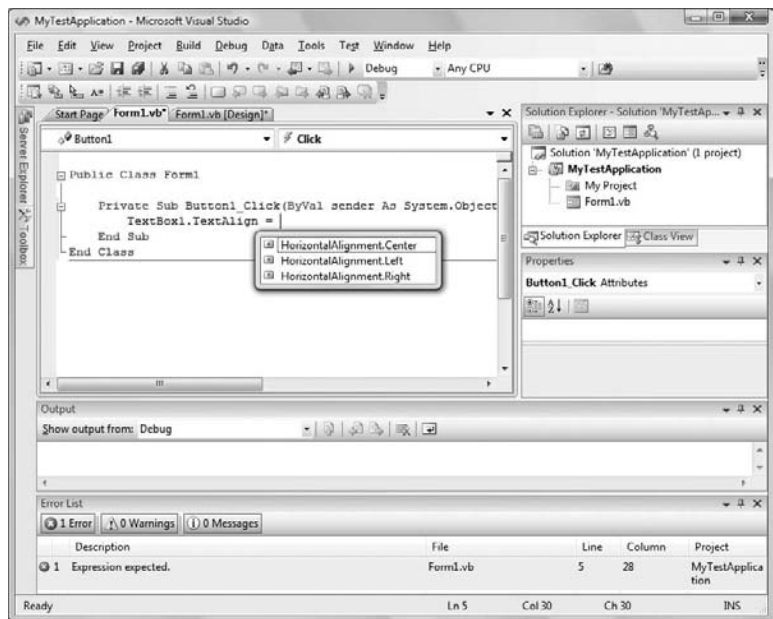 MyTestApplication - Microsoft Visual Studio
File Edit View Project Build Debug Data Tools Test Window Help
Debug Any CPU
Start Page Form1.vb* Form1.vb [Design]*
Button1 Click
Public Class Form1
Private Sub Button1_Click(ByVal sender As System.Object
TextBox1.TextAlign =
End Sub
End Class
HorizontalAlignment.Center
HorizontalAlignment.Left
HorizontalAlignment.Right
Server Explorer
Toolbox
Solution Explorer - Solution 'MyTestAp...
Solution 'MyTestApplication' (1 project)
MyTestApplication
My Project
Form1.vb
Solution Explorer Class View
Properties
Button1_Click Attributes
Output
Show output from: Debug
Error List
1 Error 0 Warnings 0 Messages
Description File Line Column Project
1 Expression expected. Form1.vb 5 28 MyTestApplica
tion
Ready Ln 5 Col 30 Ch 30 INS